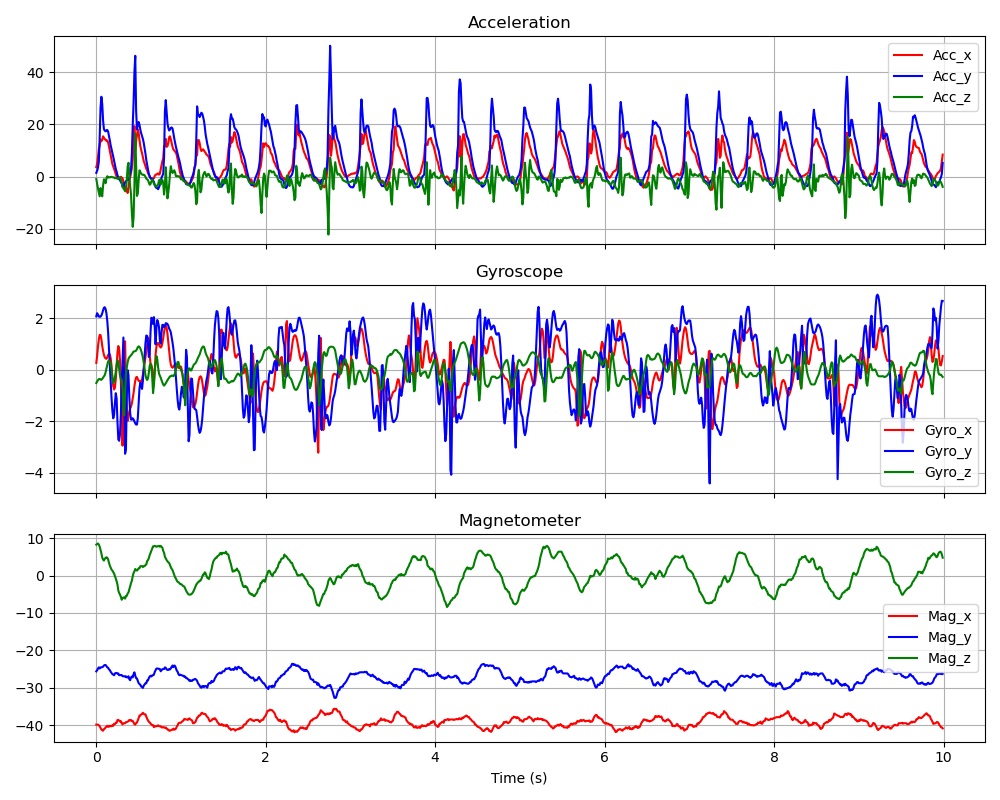 Acceleration
40
20
0
−20
Acc_x
Acc_y
Acc_z
Gyroscope
2
0
−2
−4
Gyro_x
Gyro_y
Gyro_z
Magnetometer
10
0
−10
−20
−30
−40
Mag_x
Mag_y
Mag_z
0 2 4 6 8 10
Time (s)